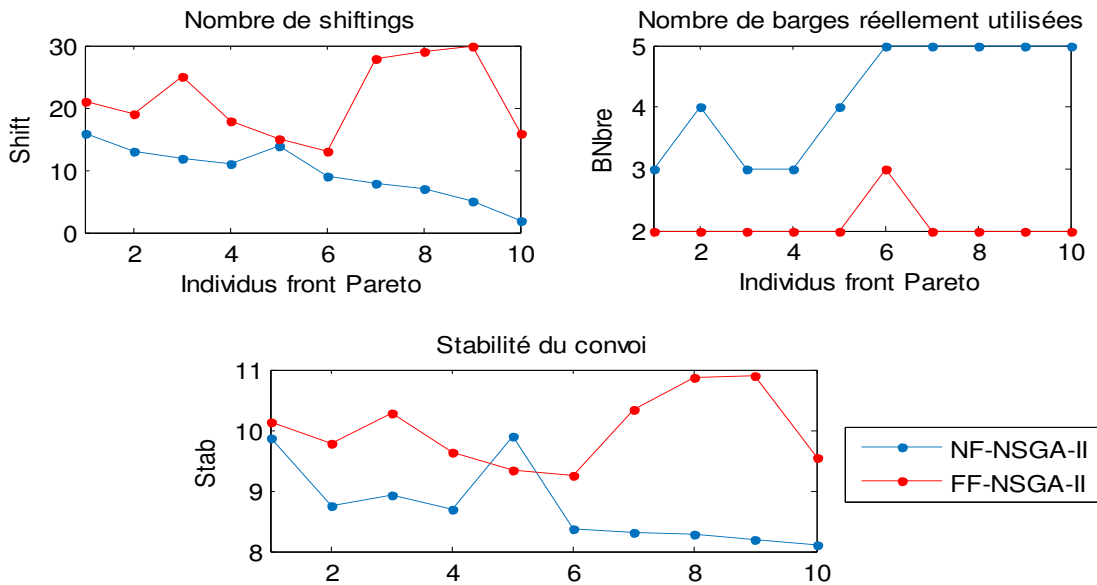 Nombre de shiftings
30
20
10
0
Shift
2 4 6 8 10
Individus front Pareto
Nombre de barges réellement utilisées
5
4
3
2
BNbre
2 4 6 8 10
Individus front Pareto
Stabilité du convoi
11
10
9
8
Stab
2 4 6 8 10
NF-NSGA-II
FF-NSGA-II